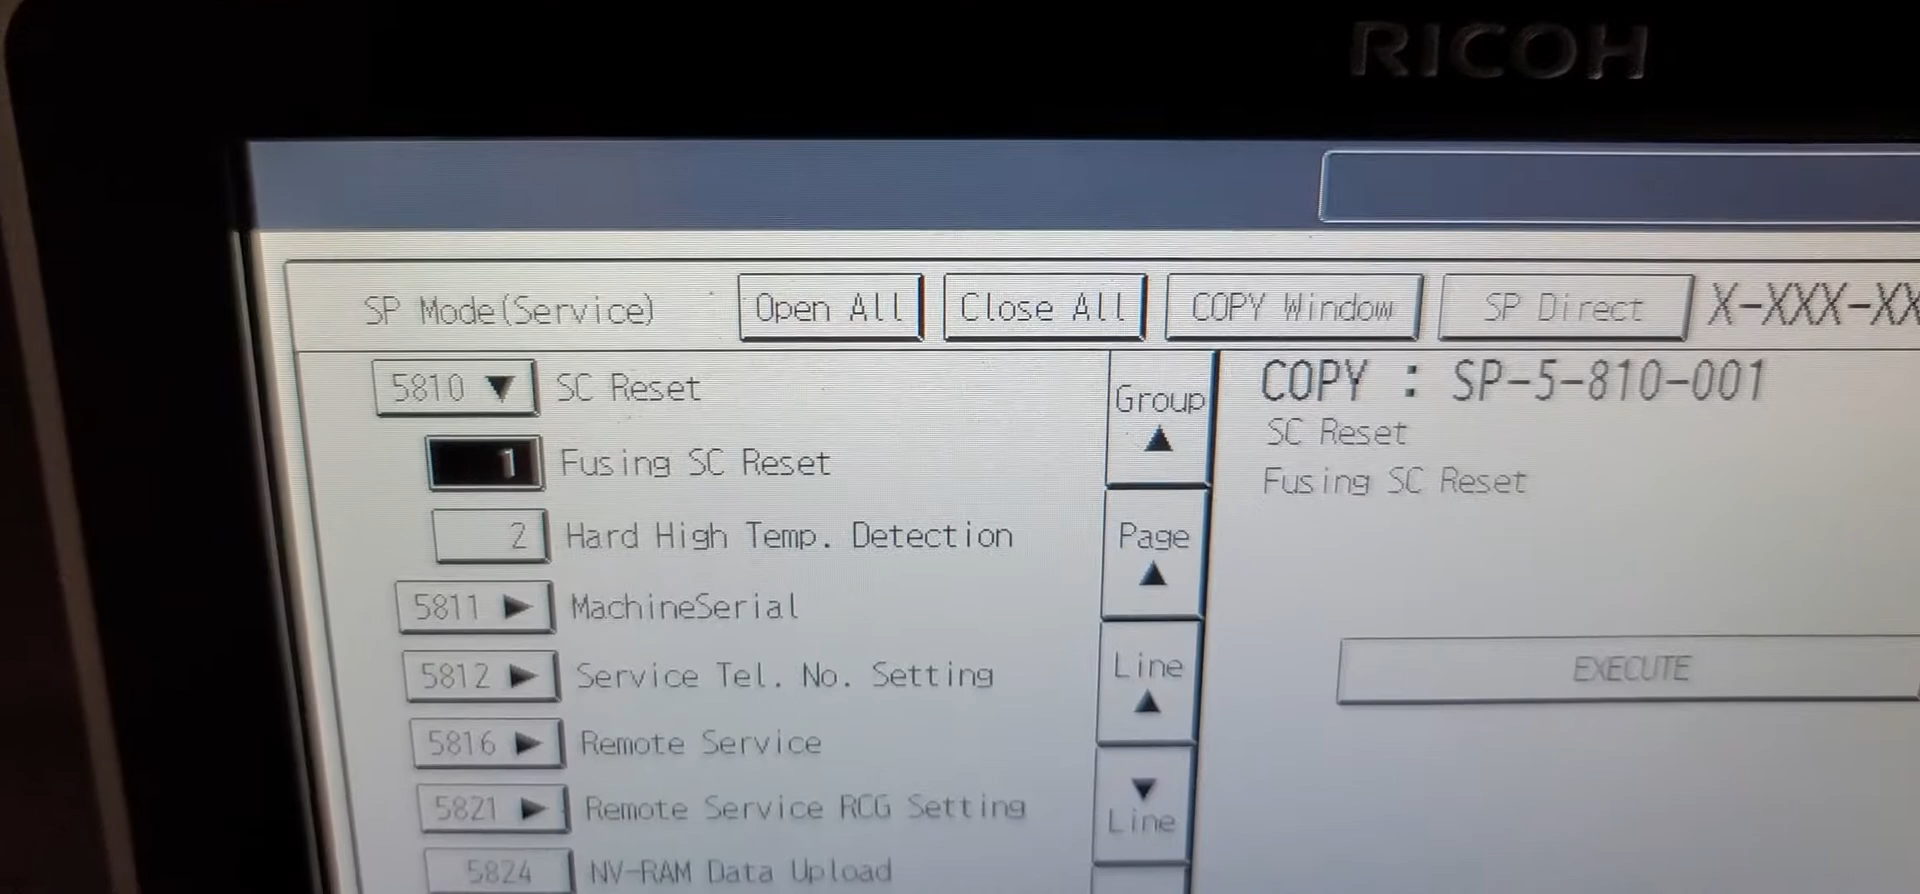 RICOH
SP Mode(Service) Open All Close All COPY Window SP Direct X-XXX-XX
5810 ▼ SC Reset
1 Fusing SC Reset
2 Hard High Temp. Detection
5811 ► MachineSerial
5812 ► Service Tel. No. Setting
5816 ► Remote Service
5821 ► Remote Service RCG Setting
5824 NV-RAM Data Upload
Group
▲
Page
▲
Line
▲
▼
Line
COPY : SP-5-810-001
SC Reset
Fusing SC Reset
EXECUTE